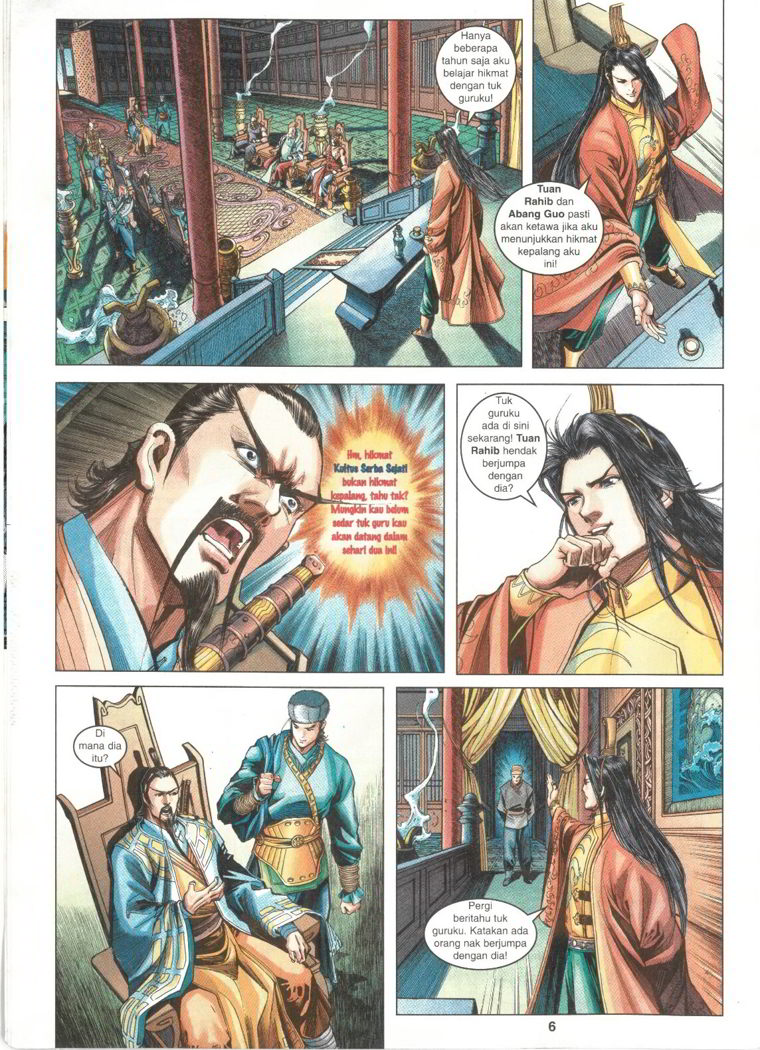 Hanya
beberapa
tahun saja aku
belajar hikmat
dengan tuk
guruku!
Tuan
Rahib dan
Abang Guo pasti
akan ketawa jika aku
menunjukkan hikmat
kepalang aku
ini!
Hm, hikmat
Kultus Serba Sejati
bukan hikmat
kepalang, tahu tak?
Mungkin kau belum
sedar tuk guru kau
akan datang dalam
sehari dua ini!
Tuk
guruku
ada di sini
sekarang! Tuan
Rahib hendak
berjumpa
dengan
dia?
Di
mana dia
itu?
Pergi
beritahu tuk
guruku. Katakan ada
orang nak berjumpa
dengan dia!
6